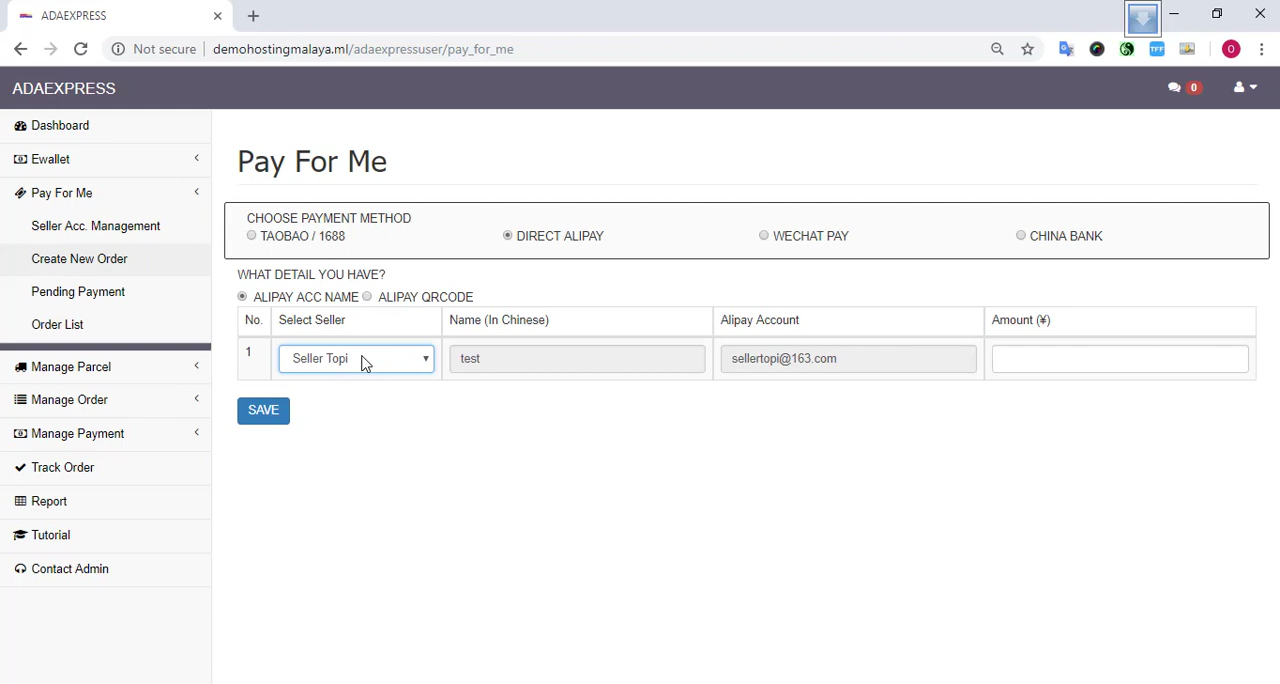 ADAEXPRESS
Not secure
demohostingmalaya.ml/adaexpressuser/pay_for_me
TFF
O
ADAEXPRESS
0
Dashboard
Ewallet
Pay For Me
Seller Acc. Management
Create New Order
Pending Payment
Order List
Manage Parcel
Manage Order
Manage Payment
Track Order
Report
Tutorial
Contact Admin
Pay For Me
CHOOSE PAYMENT METHOD
TAOBAO / 1688 DIRECT ALIPAY WECHAT PAY CHINA BANK
WHAT DETAIL YOU HAVE?
ALIPAY ACC NAME ALIPAY QRCODE
No. Select Seller Name (In Chinese) Alipay Account Amount (¥)
1 Seller Topi test sellertopi@163.com
SAVE